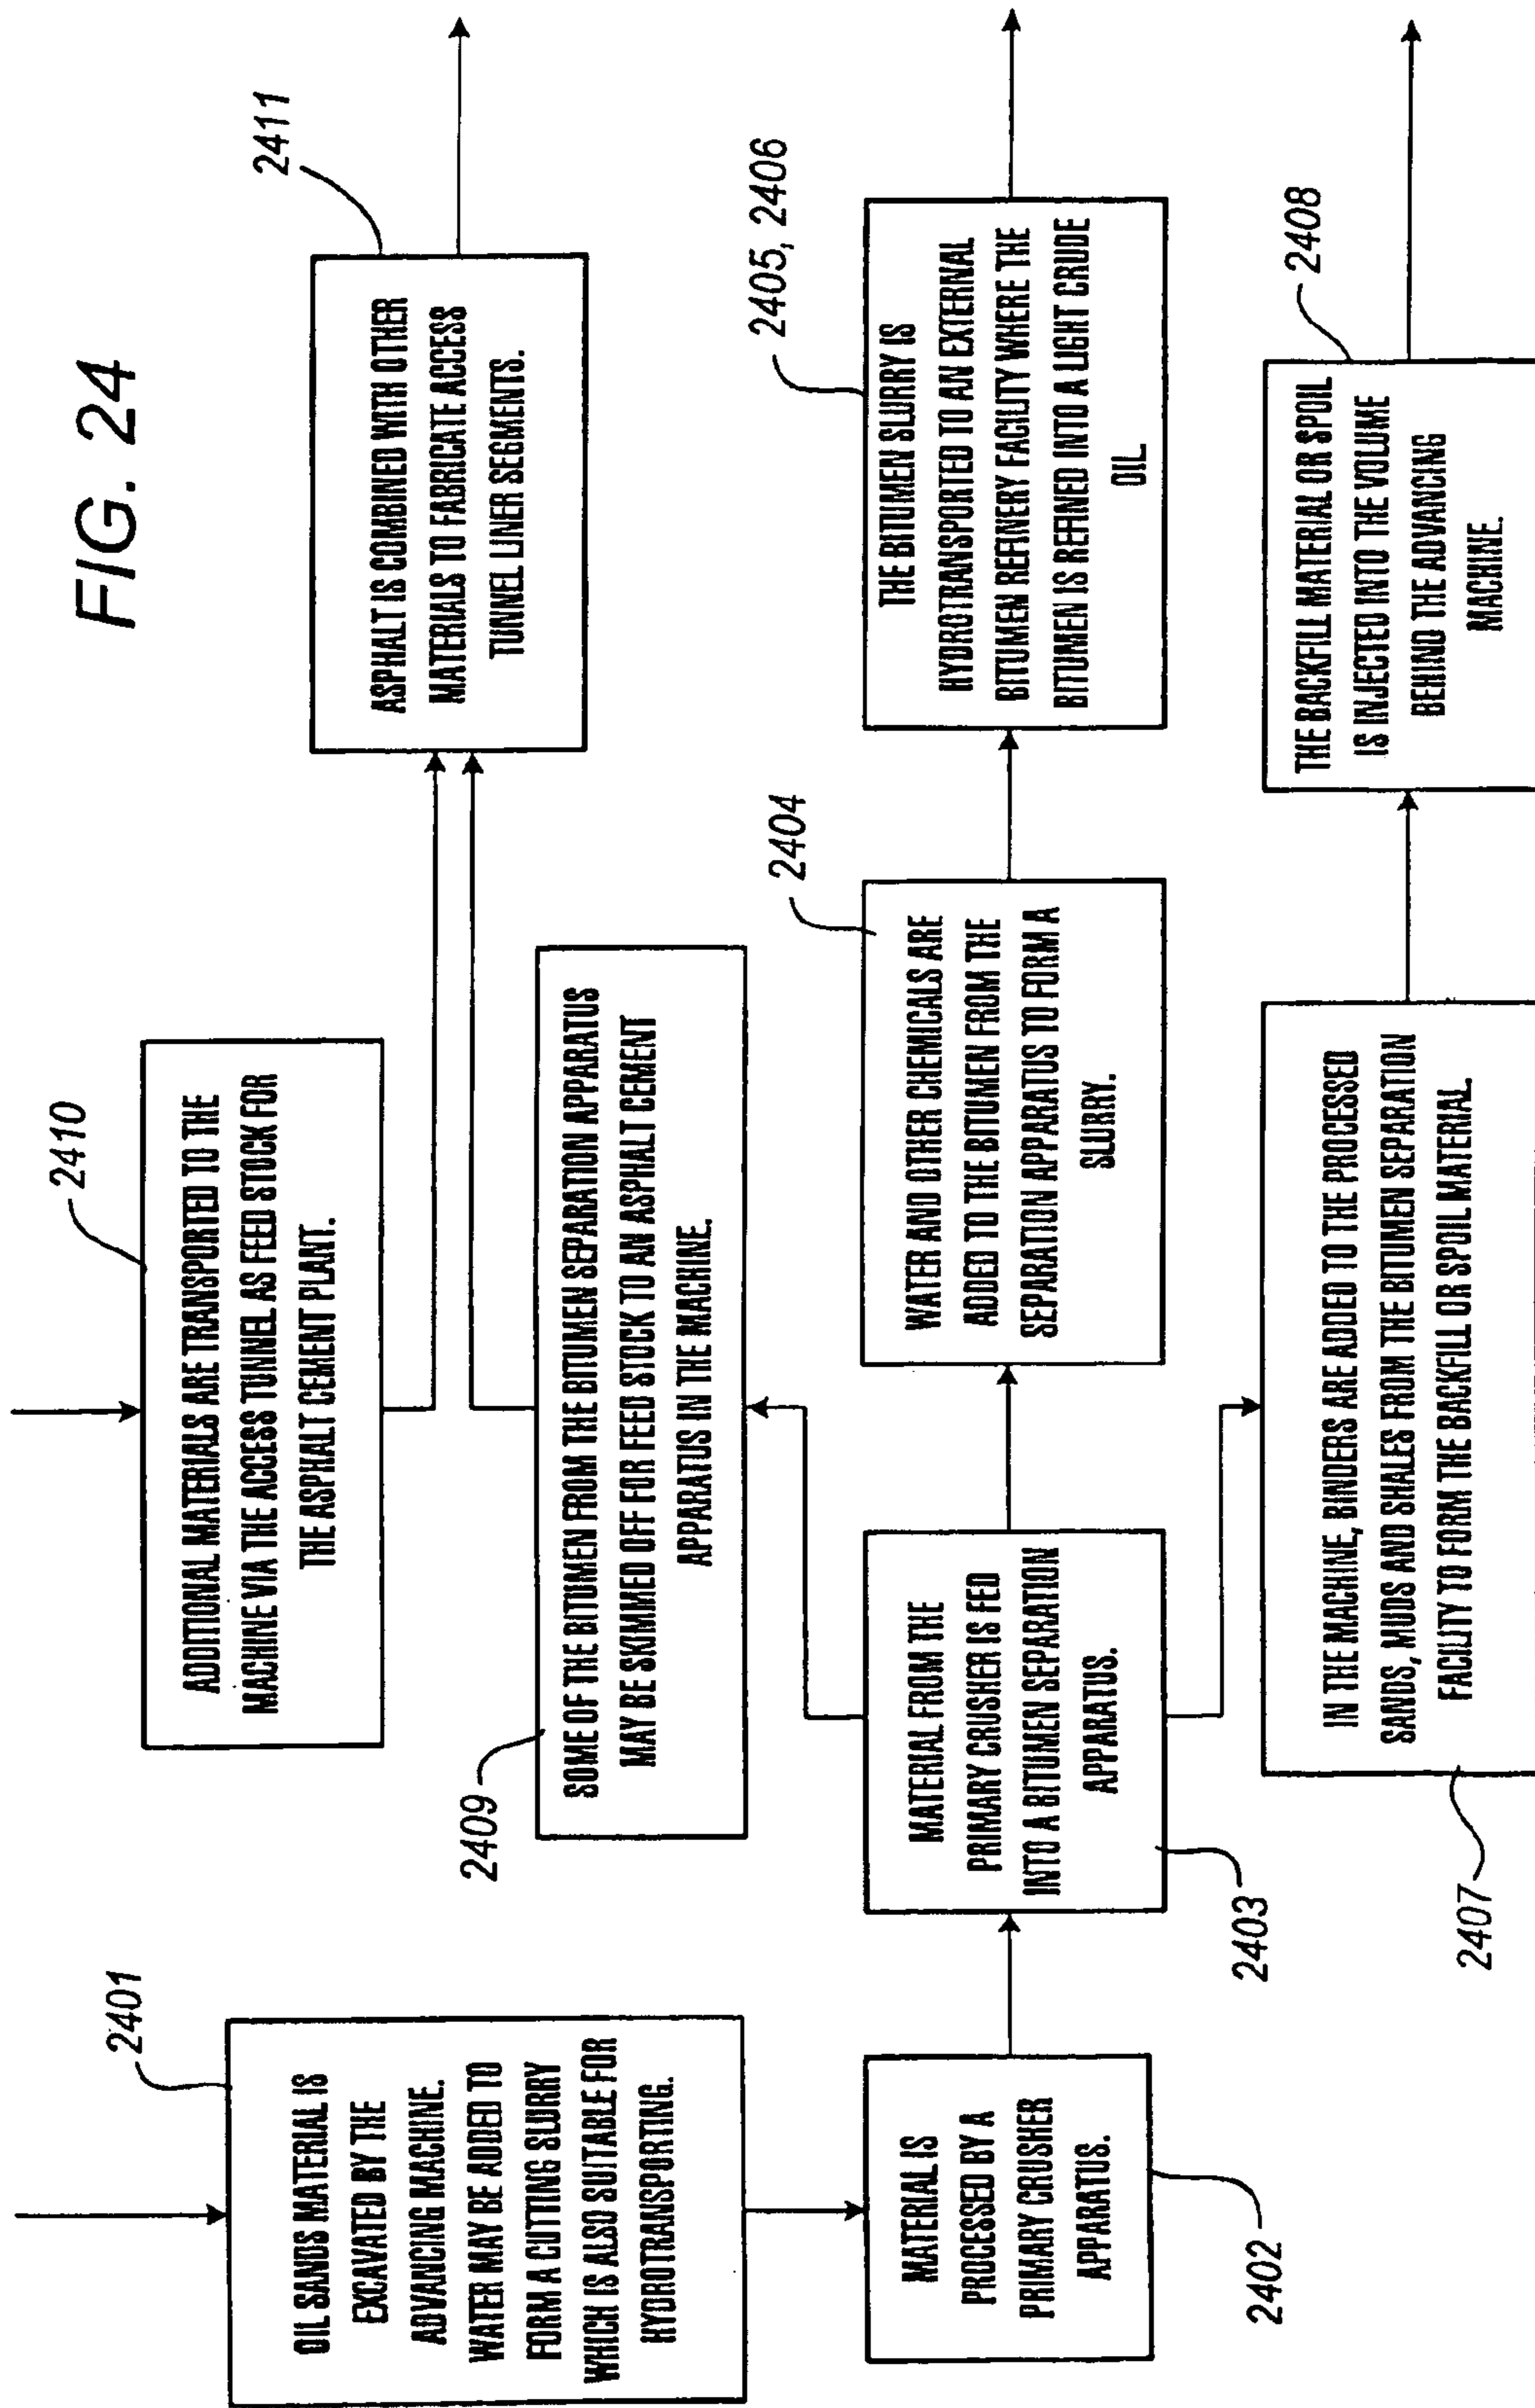 FIG. 24
2401
OIL SANDS MATERIAL IS
EXCAVATED BY THE
ADVANCING MACHINE.
WATER MAY BE ADDED TO
FORM A CUTTING SLURRY
WHICH IS ALSO SUITABLE FOR
HYDROTRANSPORTING.
MATERIAL IS
PROCESSED BY A
PRIMARY CRUSHER
APPARATUS.
2402
MATERIAL FROM THE
PRIMARY CRUSHER IS FED
INTO A BITUMEN SEPARATION
APPARATUS.
2403
2410
ADDITIONAL MATERIALS ARE TRANSPORTED TO THE
MACHINE VIA THE ACCESS TUNNEL AS FEED STOCK FOR
THE ASPHALT CEMENT PLANT.
2409
SOME OF THE BITUMEN FROM THE BITUMEN SEPARATION APPARATUS
MAY BE SKIMMED OFF FOR FEED STOCK TO AN ASPHALT CEMENT
APPARATUS IN THE MACHINE.
2411
ASPHALT IS COMBINED WITH OTHER
MATERIALS TO FABRICATE ACCESS
TUNNEL LINER SEGMENTS.
2404
WATER AND OTHER CHEMICALS ARE
ADDED TO THE BITUMEN FROM THE
SEPARATION APPARATUS TO FORM A
SLURRY.
2405, 2406
THE BITUMEN SLURRY IS
HYDROTRANSPORTED TO AN EXTERNAL
BITUMEN REFINERY FACILITY WHERE THE
BITUMEN IS REFINED INTO A LIGHT CRUDE
OIL
IN THE MACHINE, BINDERS ARE ADDED TO THE PROCESSED
SANDS, MUDS AND SHALES FROM THE BITUMEN SEPARATION
FACILITY TO FORM THE BACKFILL OR SPOIL MATERIAL.
2407
2408
THE BACKFILL MATERIAL OR SPOIL
IS INJECTED INTO THE VOLUME
BEHIND THE ADVANCING
MACHINE.